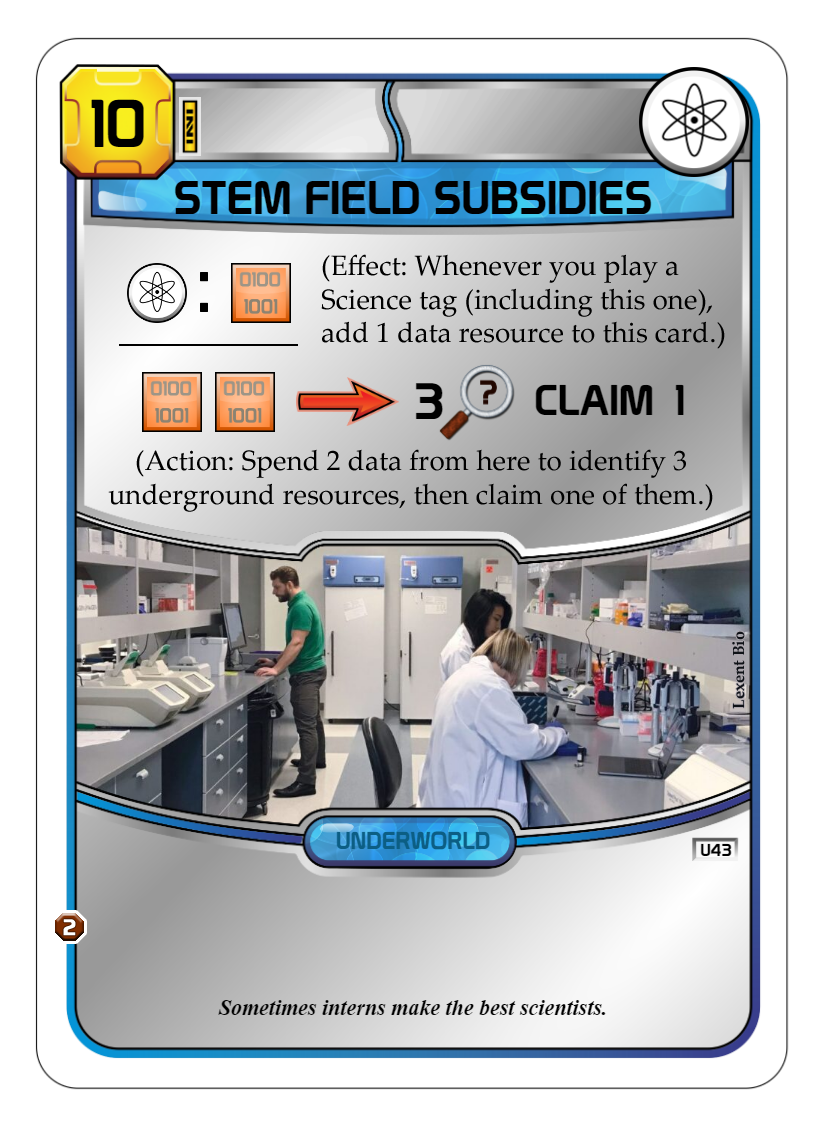 10
STEM FIELD SUBSIDIES
: 0100
1001
(Effect: Whenever you play a
Science tag (including this one),
add 1 data resource to this card.)
0100 0100
1001 1001
3 ? CLAIM 1
(Action: Spend 2 data from here to identify 3
underground resources, then claim one of them.)
Lexent Bio
UNDERWORLD
U43
2
Sometimes interns make the best scientists.